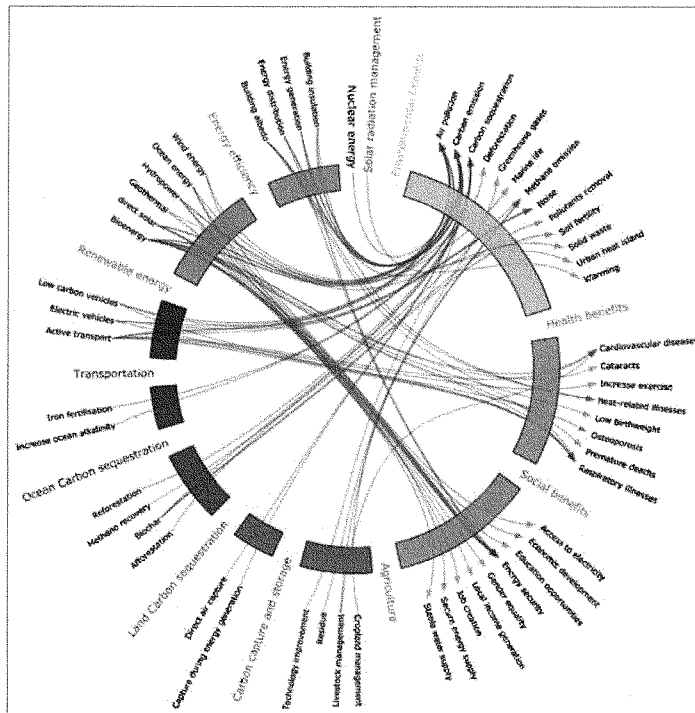 Building insulation
Energy generation
Energy distribution
Building albedo
Nuclear energy
Solar radiation management
Environmental benefits
Air pollution
Carbon emission
Carbon sequestration
Deforestation
Greenhouse gases
Marine life
Methane emission
Noise
Pollutants removal
Soil fertility
Solid waste
Urban heat island
Warming
Health benefits
Cardiovascular disease
Cataracts
Increase exercise
Heat-related illnesses
Low birthweight
Osteoporosis
Premature deaths
Respiratory illnesses
Social benefits
Access to electricity
Economic development
Education opportunities
Energy security
Gender equality
Local income generation
Job creation
Secure energy supply
Stable water supply
Agriculture
Cropland management
Livestock management
Residue
Technology improvement
Carbon capture and storage
Capture during energy generation
Direct air capture
Land Carbon sequestration
Afforestation
Biochar
Methane recovery
Reforestation
Ocean Carbon sequestration
Increase ocean alkalinity
Iron fertilisation
Transportation
Active transport
Electric vehicles
Low carbon vehicles
Renewable energy
Bioenergy
direct solar
Geothermal
Hydropower
Ocean energy
Wind energy
Energy efficiency